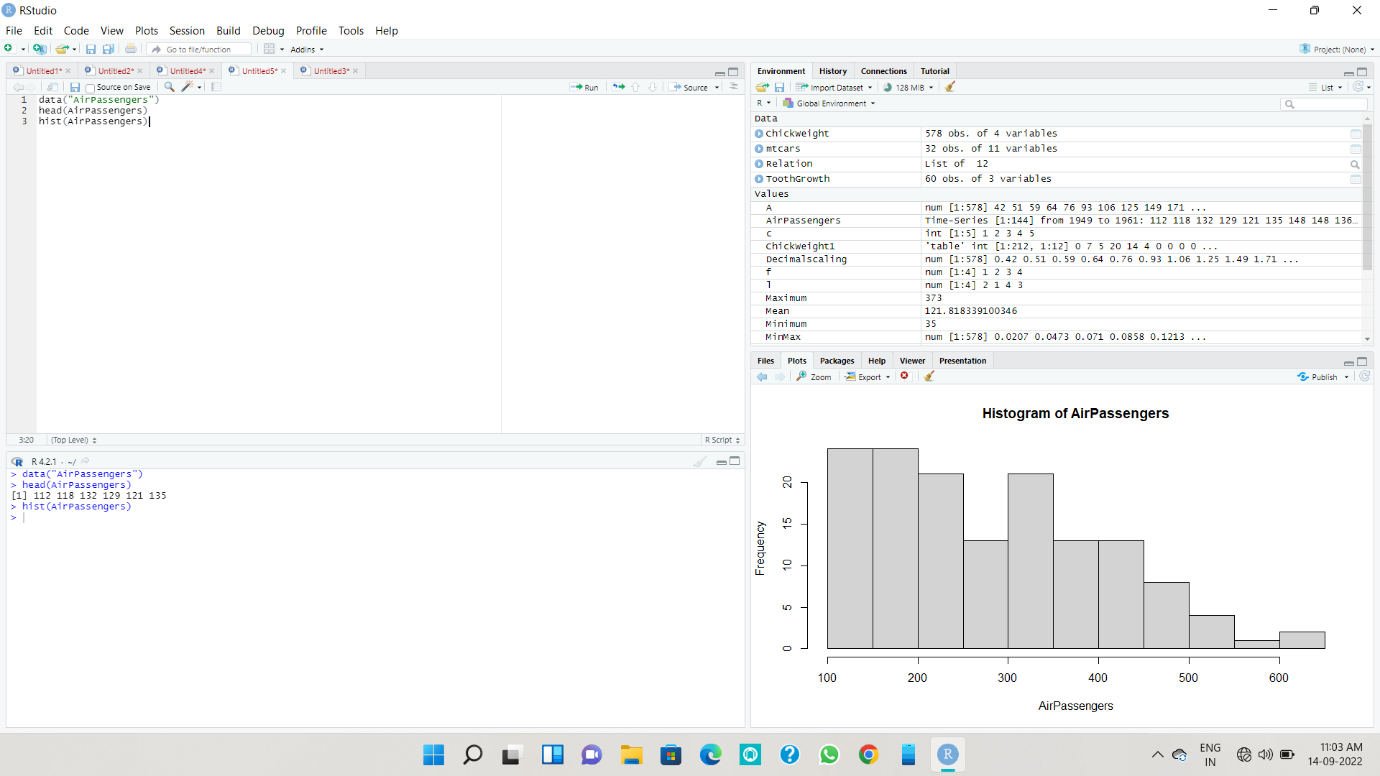 RStudio
File Edit Code View Plots Session Build Debug Profile Tools Help
Go to file/function Addins Project: (None)
Untitled1* Untitled2* Untitled4* Untitled5* Untitled3*
Source on Save Run Source
1 data("AirPassengers")
2 head(AirPassengers)
3 hist(AirPassengers)
3:20 (Top Level) R Script
R 4.2.1 · ~/
> data("AirPassengers")
> head(AirPassengers)
[1] 112 118 132 129 121 135
> hist(AirPassengers)
>
Environment History Connections Tutorial
Import Dataset 128 MiB List
R Global Environment
Data
ChickWeight 578 obs. of 4 variables
mtcars 32 obs. of 11 variables
Relation List of 12
ToothGrowth 60 obs. of 3 variables
Values
A num [1:578] 42 51 59 64 76 93 106 125 149 171 ...
AirPassengers Time-Series [1:144] from 1949 to 1961: 112 118 132 129 121 135 148 148 136…
c int [1:5] 1 2 3 4 5
ChickWeight1 'table' int [1:212, 1:12] 0 7 5 20 14 4 0 0 0 0 ...
Decimalscaling num [1:578] 0.42 0.51 0.59 0.64 0.76 0.93 1.06 1.25 1.49 1.71 ...
f num [1:4] 1 2 3 4
l num [1:4] 2 1 4 3
Maximum 373
Mean 121.818339100346
Minimum 35
MinMax num [1:578] 0.0207 0.0473 0.071 0.0858 0.1213 ...
Files Plots Packages Help Viewer Presentation
Zoom Export Publish
Histogram of AirPassengers
Frequency
0 5 10 15 20
100 200 300 400 500 600
AirPassengers
ENG
IN
11:03 AM
14-09-2022